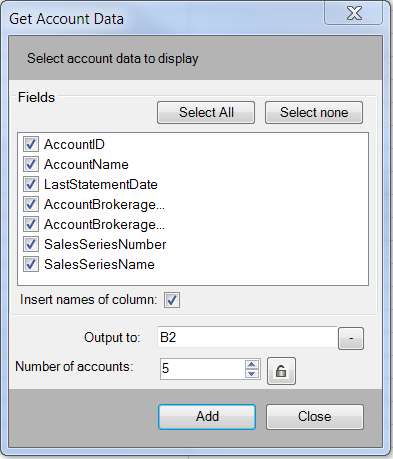 Get Account Data
Select account data to display
Fields
Select All Select none
AccountID
AccountName
LastStatementDate
AccountBrokerage...
AccountBrokerage...
SalesSeriesNumber
SalesSeriesName
Insert names of column:
Output to: B2 -
Number of accounts: 5
Add Close